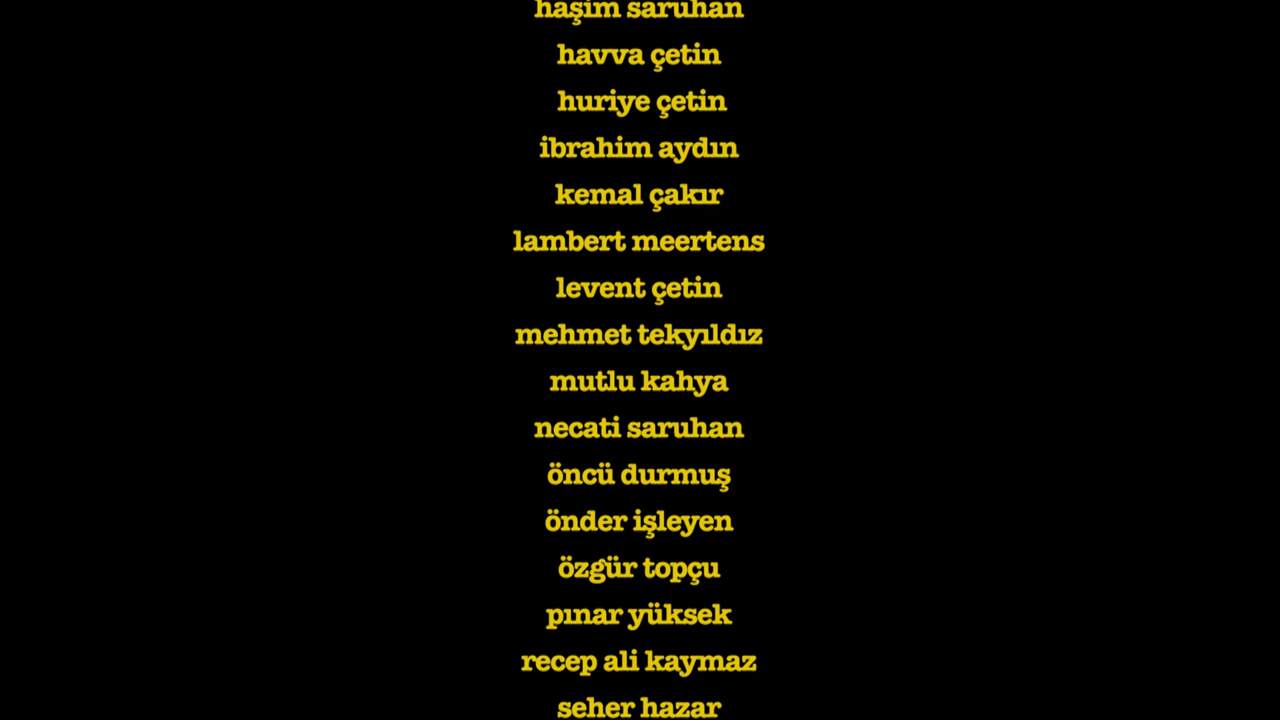 haşim saruhan
havva çetin
huriye çetin
ibrahim aydın
kemal çakır
lambert meertens
levent çetin
mehmet tekyıldız
mutlu kahya
necati saruhan
öncü durmuş
önder işleyen
özgür topçu
pınar yüksek
recep ali kaymaz
seher hazar